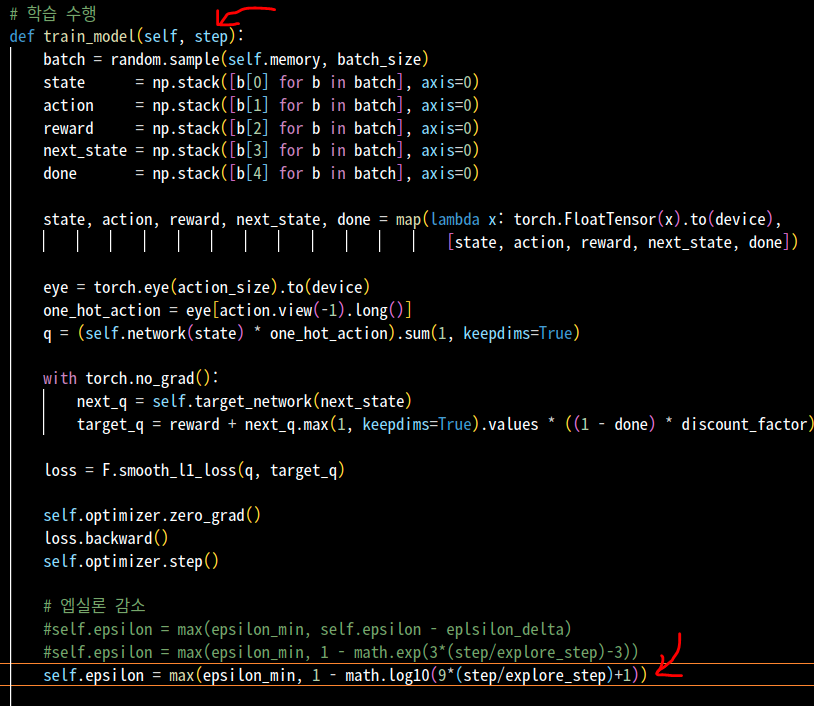 # 학습 수행
def train_model(self, step):
batch = random.sample(self.memory, batch_size)
state = np.stack([b[0] for b in batch], axis=0)
action = np.stack([b[1] for b in batch], axis=0)
reward = np.stack([b[2] for b in batch], axis=0)
next_state = np.stack([b[3] for b in batch], axis=0)
done = np.stack([b[4] for b in batch], axis=0)
state, action, reward, next_state, done = map(lambda x: torch.FloatTensor(x).to(device),
[state, action, reward, next_state, done])
eye = torch.eye(action_size).to(device)
one_hot_action = eye[action.view(-1).long()]
q = (self.network(state) * one_hot_action).sum(1, keepdims=True)
with torch.no_grad():
next_q = self.target_network(next_state)
target_q = reward + next_q.max(1, keepdims=True).values * ((1 - done) * discount_factor)
loss = F.smooth_l1_loss(q, target_q)
self.optimizer.zero_grad()
loss.backward()
self.optimizer.step()
# 엡실론 감소
#self.epsilon = max(epsilon_min, self.epsilon - eplsilon_delta)
#self.epsilon = max(epsilon_min, 1 - math.exp(3*(step/explore_step)-3))
self.epsilon = max(epsilon_min, 1 - math.log10(9*(step/explore_step)+1))